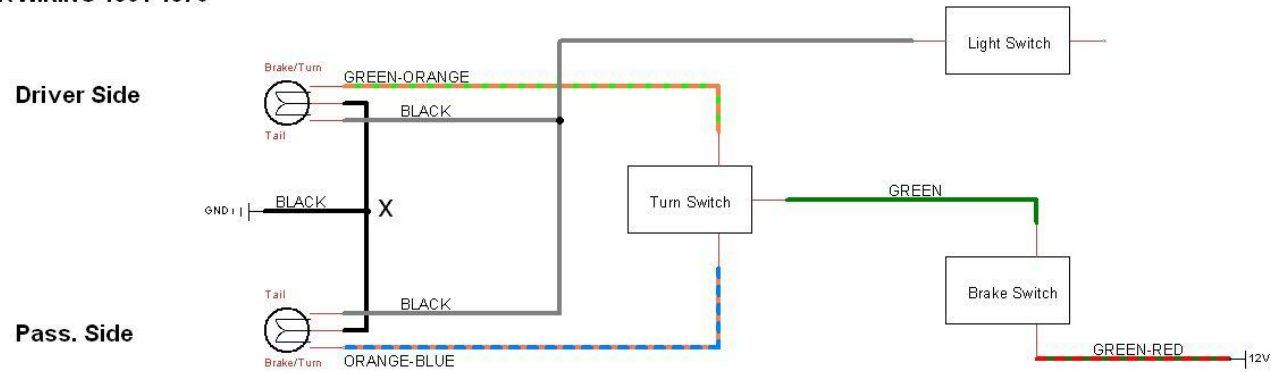 Light Switch
Brake/Turn
GREEN-ORANGE
Driver Side
BLACK
Tail
Turn Switch
GREEN
BLACK
GND
X
Brake Switch
Tail
BLACK
Pass. Side
Brake/Turn
ORANGE-BLUE
GREEN-RED
12V